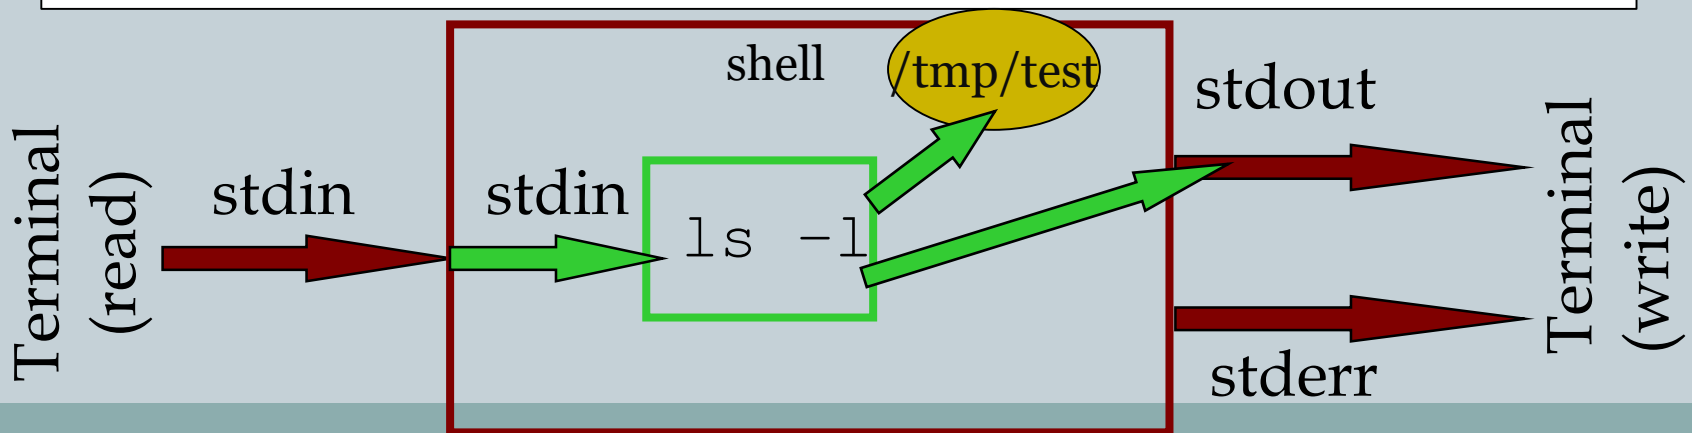 Terminal
(read)
stdin
stdin
shell
/tmp/test
ls -l
stdout
stderr
Terminal
(write)